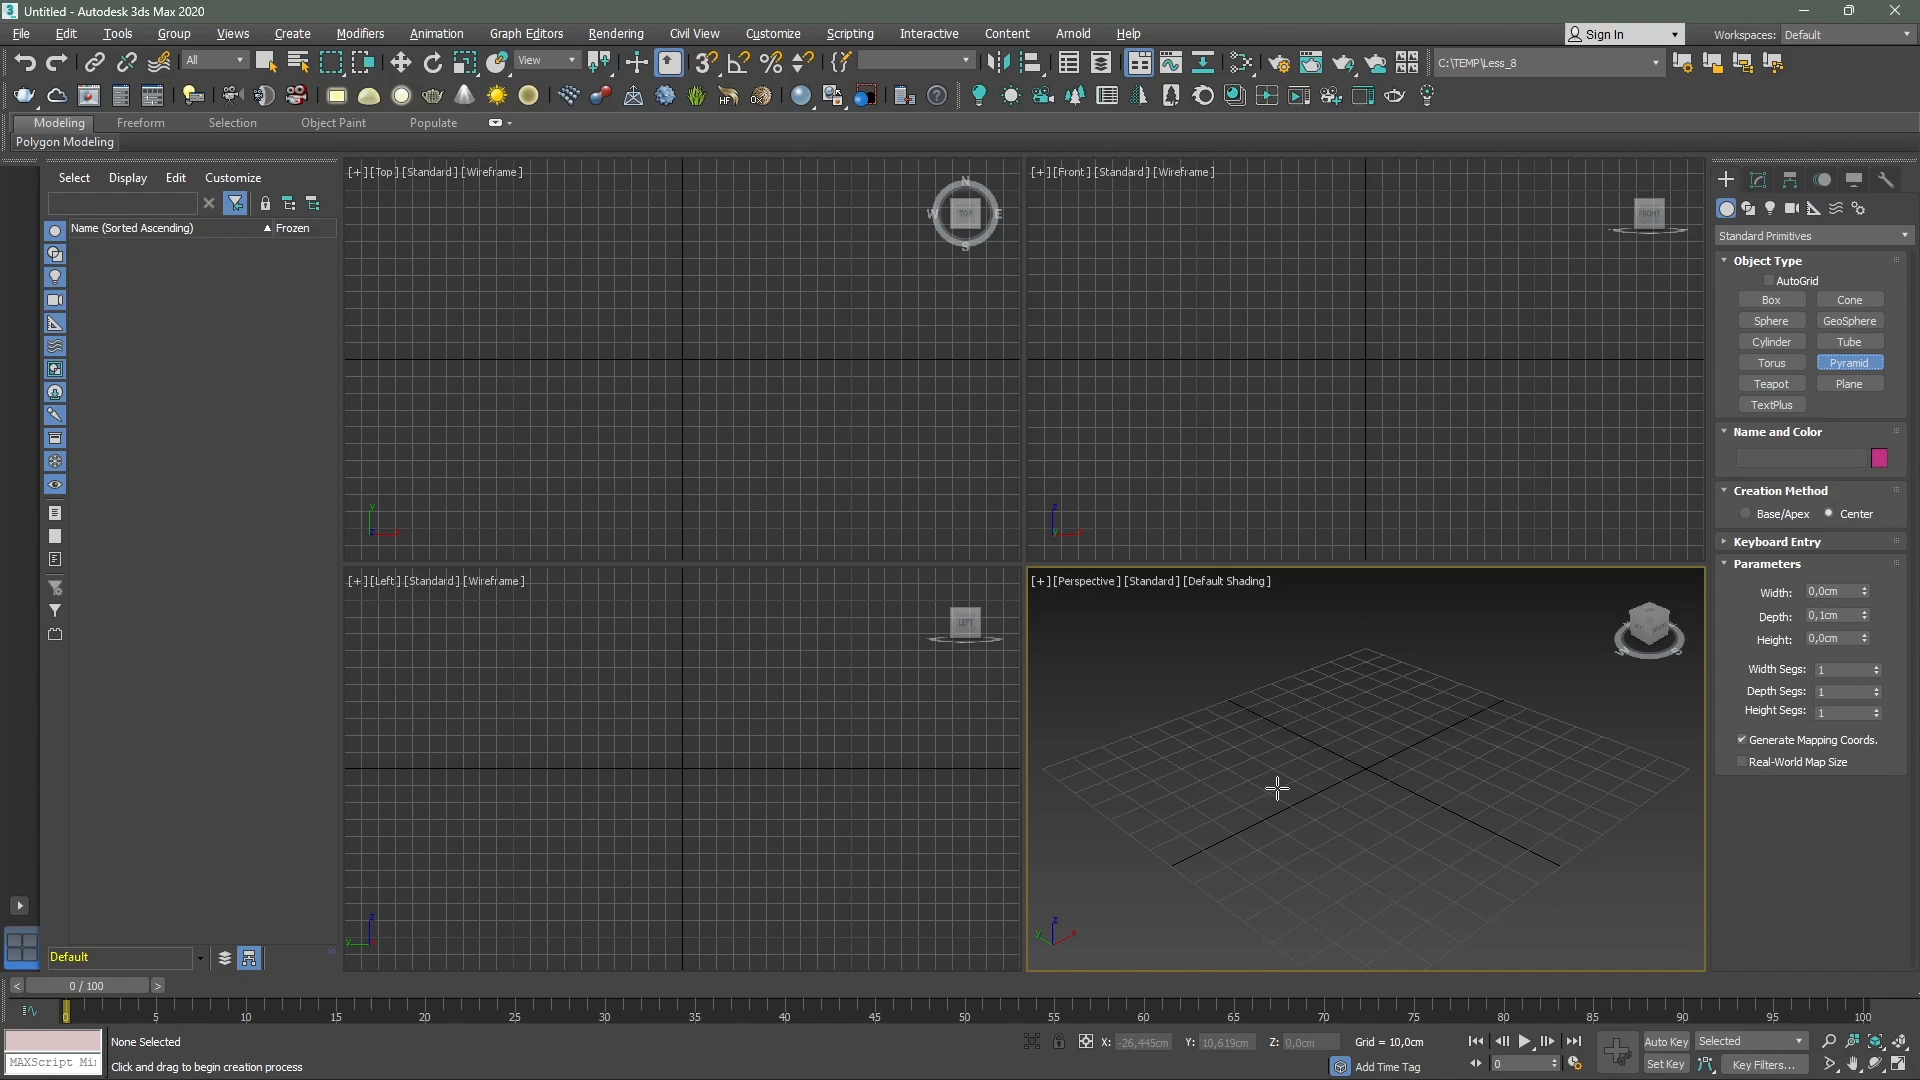 Untitled - Autodesk 3ds Max 2020
File Edit Tools Group Views Create Modifiers Animation Graph Editors Rendering Civil View Customize Scripting Interactive Content Arnold Help
Sign In Workspaces: Default
All View C:\TEMP\Less_8
Modeling Freeform Selection Object Paint Populate
Polygon Modeling
Select Display Edit Customize
Name (Sorted Ascending) ▲ Frozen
[+] [Top] [Standard] [Wireframe]
N
W TOP E
S
[+] [Front] [Standard] [Wireframe]
FRONT
[+] [Left] [Standard] [Wireframe]
LEFT
[+] [Perspective] [Standard] [Default Shading]
Standard Primitives
Object Type
AutoGrid
Box Cone
Sphere GeoSphere
Cylinder Tube
Torus Pyramid
Teapot Plane
TextPlus
Name and Color
Creation Method
Base/Apex Center
Keyboard Entry
Parameters
Width: 0,0cm
Depth: 0,1cm
Height: 0,0cm
Width Segs: 1
Depth Segs: 1
Height Segs: 1
Generate Mapping Coords.
Real-World Map Size
Default
< 0 / 100 >
0 5 10 15 20 25 30 35 40 45 50 55 60 65 70 75 80 85 90 95 100
None Selected
X: -26,445cm Y: 10,619cm Z: 0,0cm Grid = 10,0cm
Auto Key Selected
MAXScript Mi
Click and drag to begin creation process
Add Time Tag
0
Set Key Key Filters...